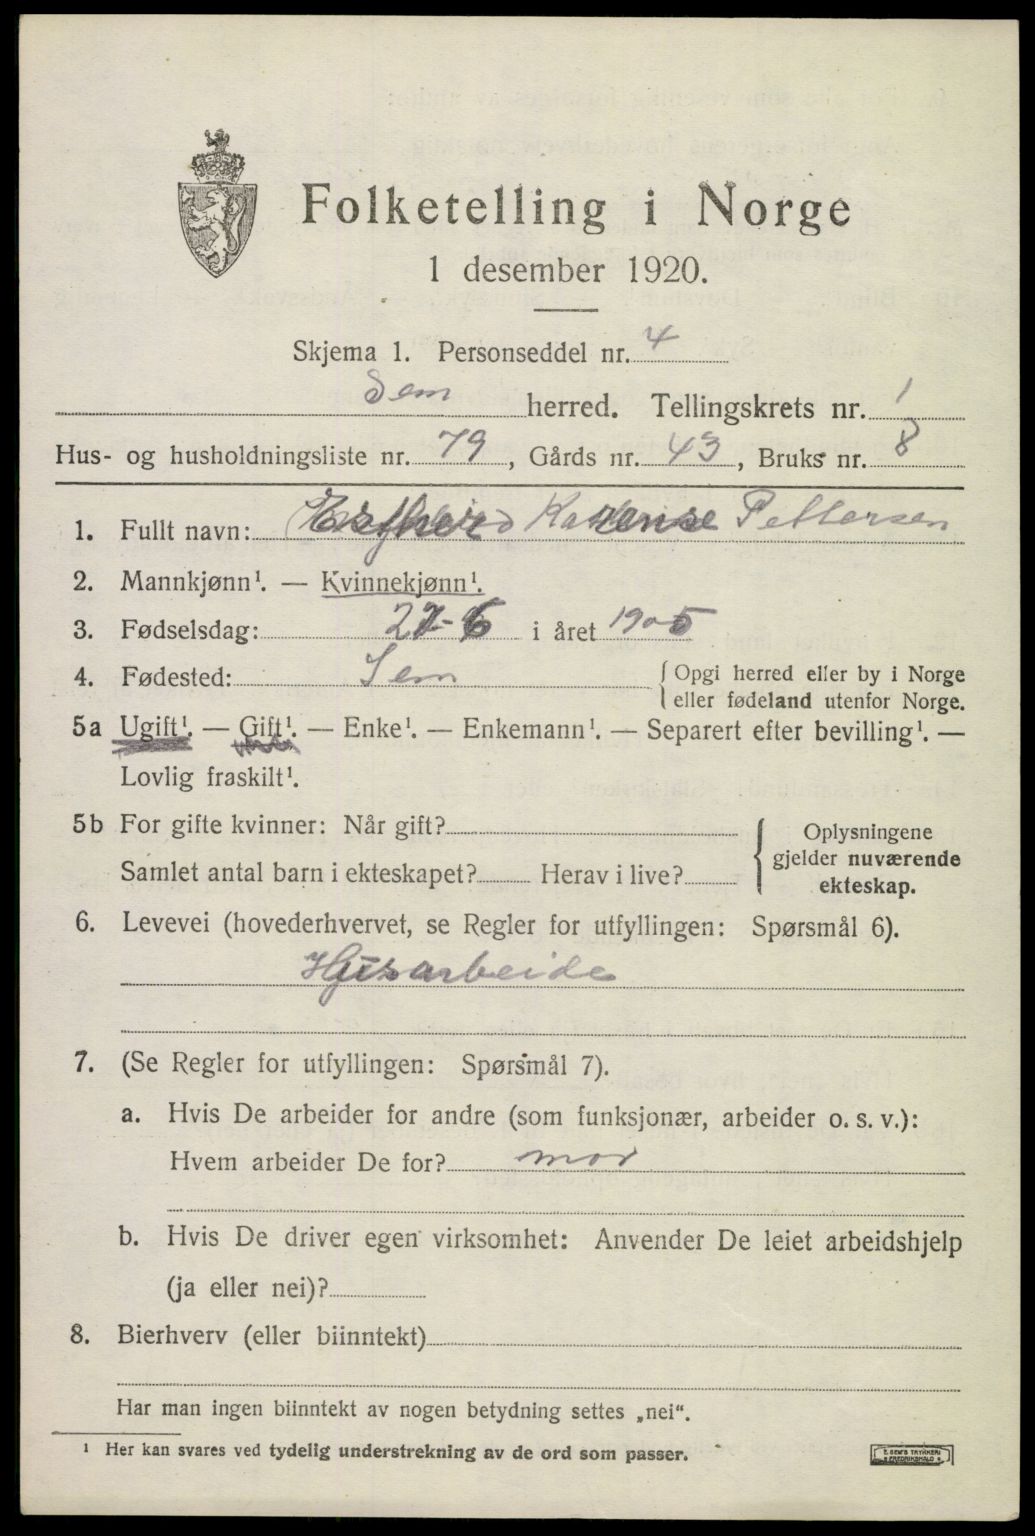 Folketelling i Norge
1 desember 1920.
Skjema 1. Personseddel nr. 4
Sem herred. Tellingskrets nr. 1
Hus- og husholdningsliste nr. 79, Gårds nr. 43, Bruks nr. 8
1. Fullt navn: Esther Karense Pettersen
2. Mannkjønn¹. — Kvinnekjønn¹.
3. Fødselsdag: 27-6 i året 1905
4. Fødested: Sem { Opgi herred eller by i Norge
eller fødeland utenfor Norge.
5a Ugift¹. — Gift¹. — Enke¹. — Enkemann¹. — Separert efter bevilling¹. —
Lovlig fraskilt¹.
5b For gifte kvinner: Når gift?
Samlet antal barn i ekteskapet? Herav i live?
{ Oplysningene
gjelder nuværende
ekteskap.
6. Levevei (hovederhvervet, se Regler for utfyllingen: Spørsmål 6).
Husarbeide
7. (Se Regler for utfyllingen: Spørsmål 7).
a. Hvis De arbeider for andre (som funksjonær, arbeider o. s. v.):
Hvem arbeider De for? mor
b. Hvis De driver egen virksomhet: Anvender De leiet arbeidshjelp
(ja eller nei)?
8. Bierhverv (eller biinntekt)
Har man ingen biinntekt av nogen betydning settes „nei“.
¹ Her kan svares ved tydelig understrekning av de ord som passer.
E. SEM'S TRYKKERI
FREDRIKSHALD